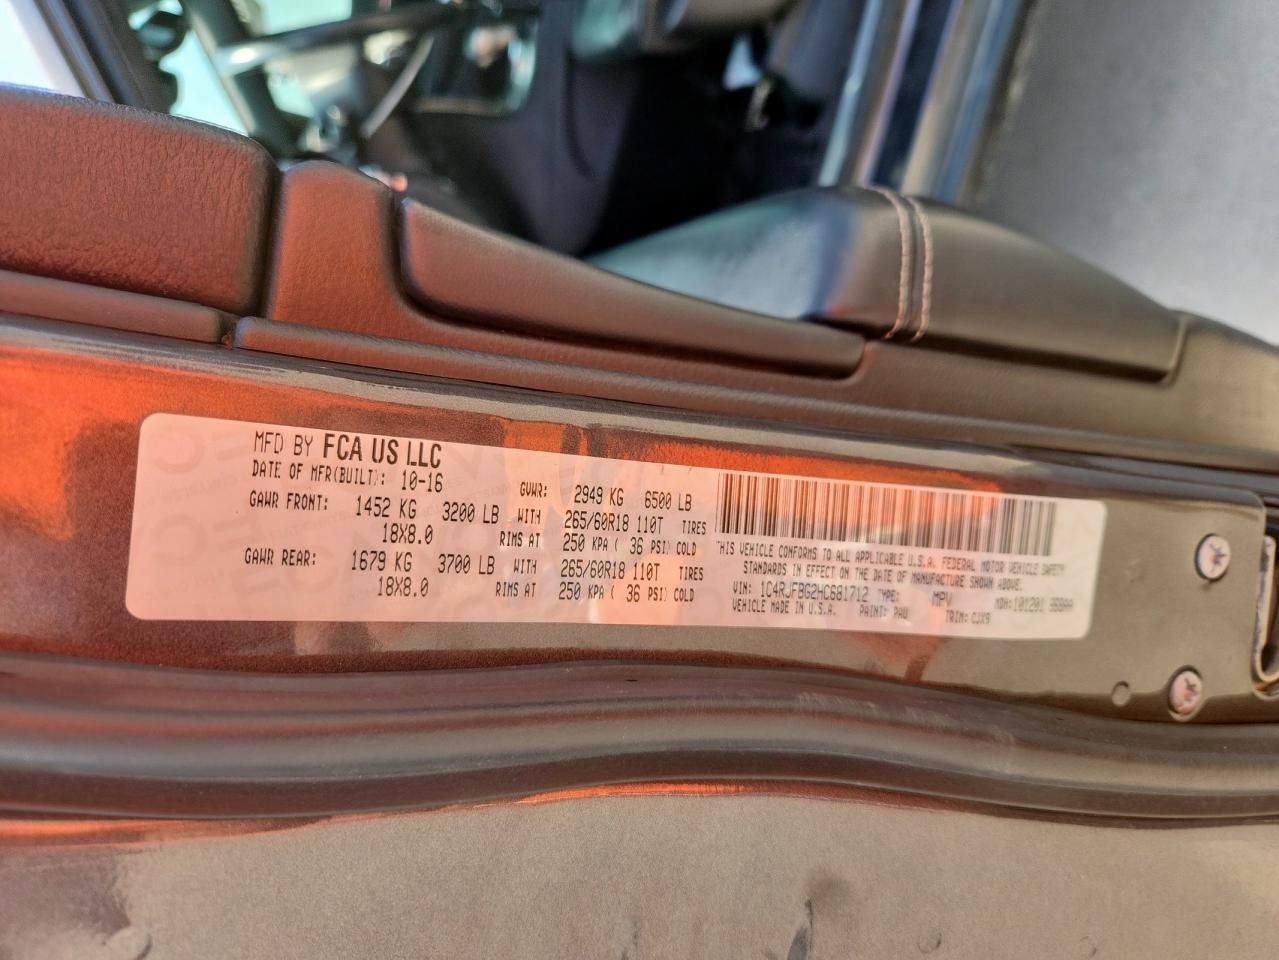 MFD BY FCA US LLC
DATE OF MFR(BUILT): 10-16 GVWR: 2949 KG 6500 LB
GAWR FRONT: 1452 KG 3200 LB WITH 265/60R18 110T TIRES
18X8.0 RIMS AT 250 KPA ( 36 PSI) COLD
GAWR REAR: 1679 KG 3700 LB WITH 265/60R18 110T TIRES
18X8.0 RIMS AT 250 KPA ( 36 PSI) COLD
THIS VEHICLE CONFORMS TO ALL APPLICABLE U.S.A. FEDERAL MOTOR VEHICLE SAFETY
STANDARDS IN EFFECT ON THE DATE OF MANUFACTURE SHOWN ABOVE.
VIN: 1C4RJFBG2HC681712 TYPE: MPV MDH: 101201
VEHICLE MADE IN U.S.A. PAINT: PAU TRIM: CJX9